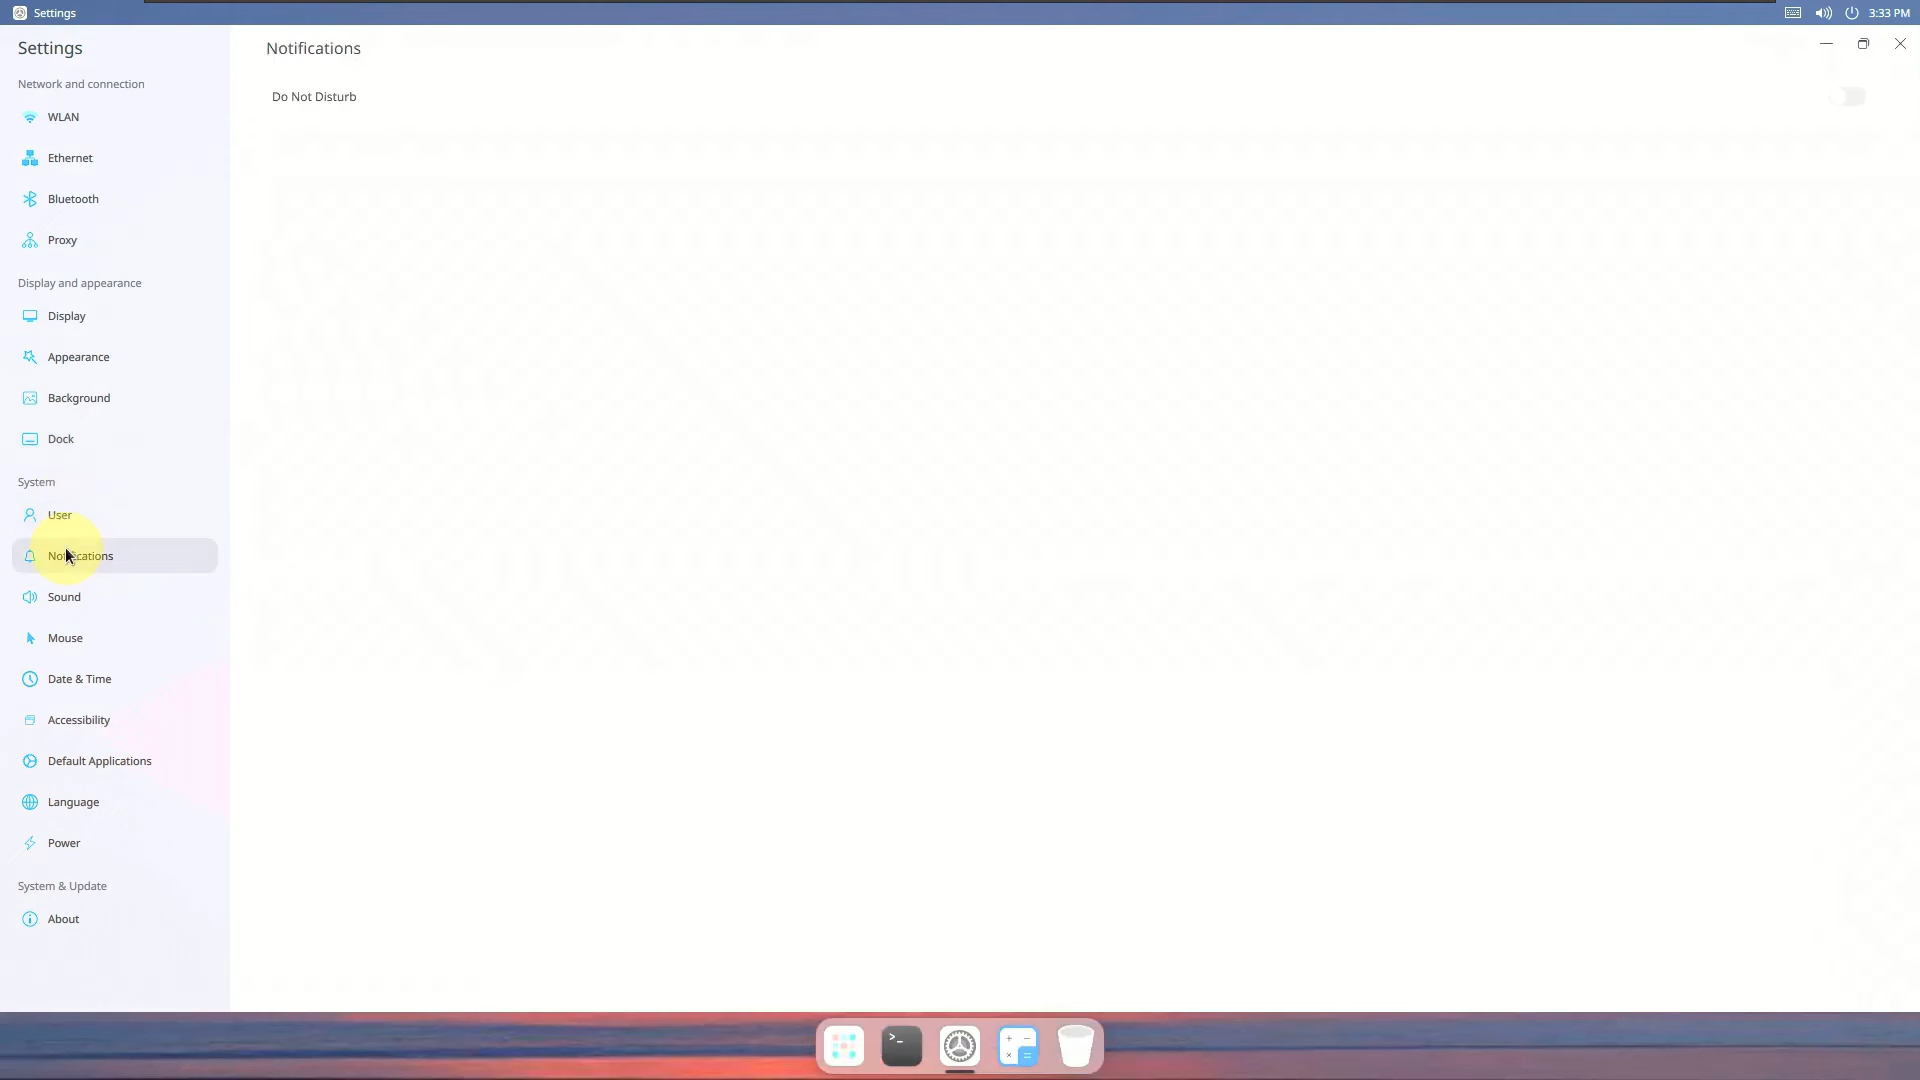 Settings
3:33 PM
Settings
Notifications
Network and connection
Do Not Disturb
WLAN
Ethernet
Bluetooth
Proxy
Display and appearance
Display
Appearance
Background
Dock
System
User
Notifications
Sound
Mouse
Date & Time
Accessibility
Default Applications
Language
Power
System & Update
About